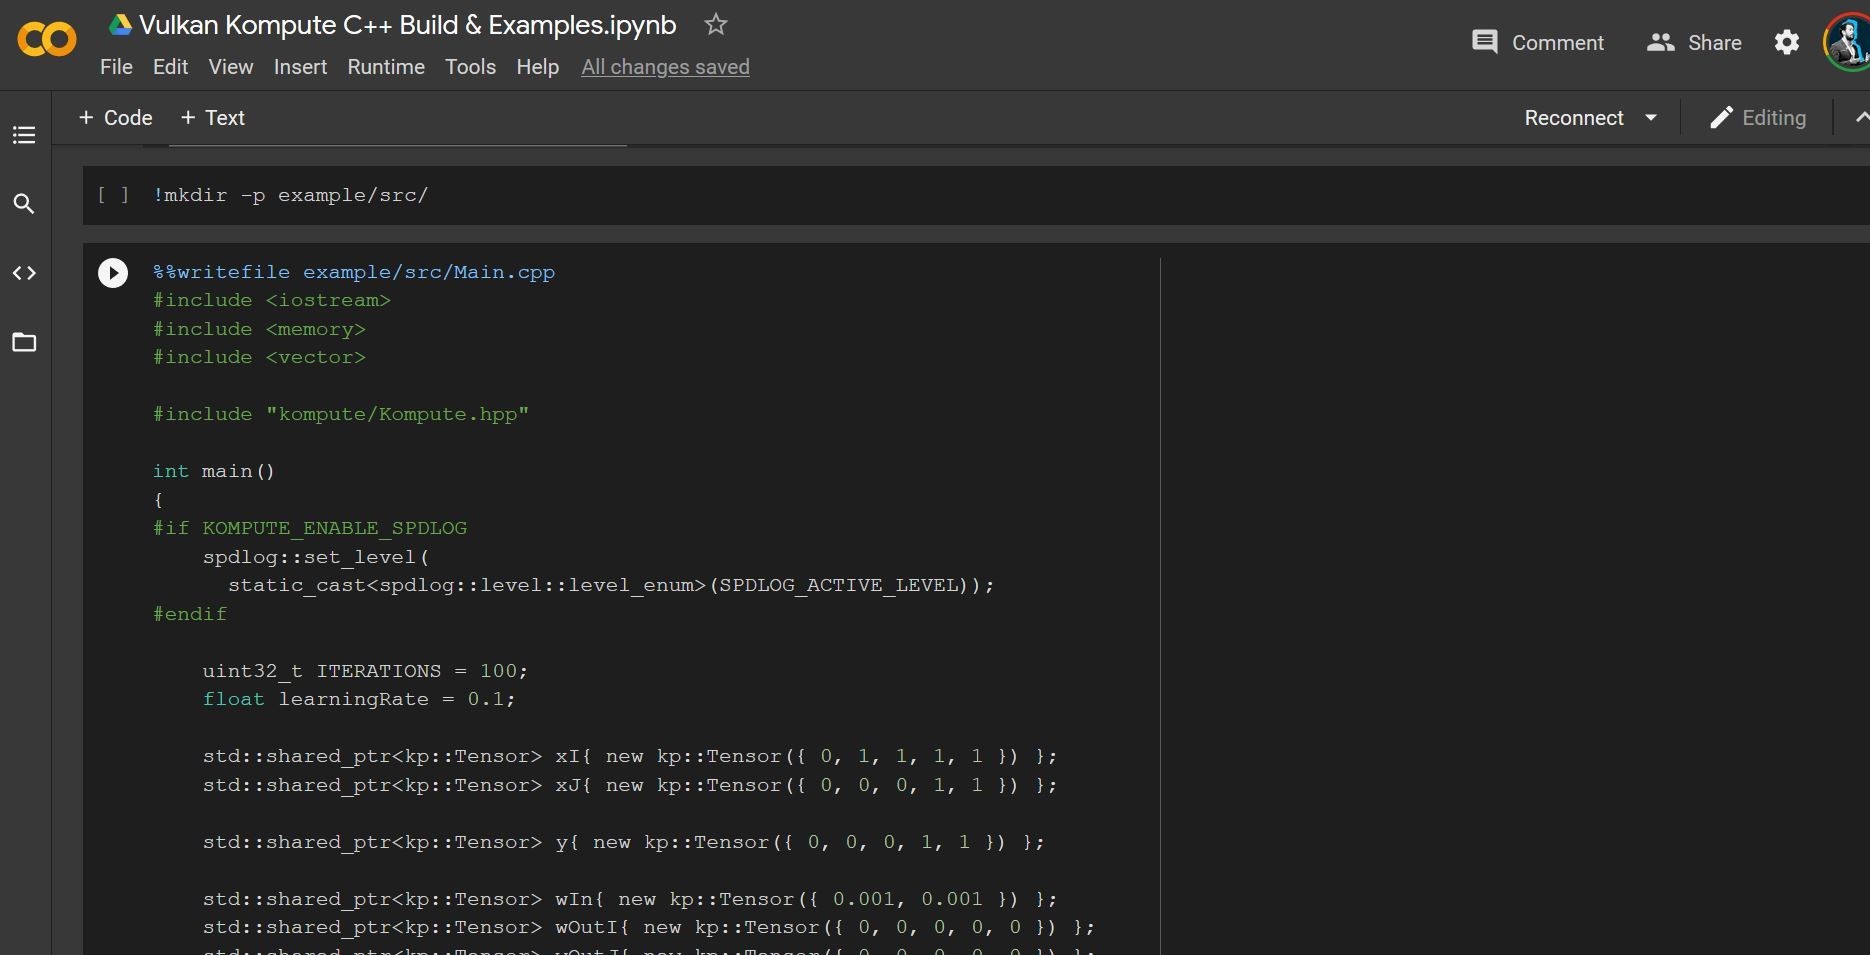 Vulkan Kompute C++ Build & Examples.ipynb
File Edit View Insert Runtime Tools Help All changes saved
Comment Share
+ Code + Text
Reconnect Editing
[ ] !mkdir -p example/src/
%%writefile example/src/Main.cpp
#include <iostream>
#include <memory>
#include <vector>
#include "kompute/Kompute.hpp"
int main()
{
#if KOMPUTE_ENABLE_SPDLOG
spdlog::set_level(
static_cast<spdlog::level::level_enum>(SPDLOG_ACTIVE_LEVEL));
#endif
uint32_t ITERATIONS = 100;
float learningRate = 0.1;
std::shared_ptr<kp::Tensor> xI{ new kp::Tensor({ 0, 1, 1, 1, 1 }) };
std::shared_ptr<kp::Tensor> xJ{ new kp::Tensor({ 0, 0, 0, 1, 1 }) };
std::shared_ptr<kp::Tensor> y{ new kp::Tensor({ 0, 0, 0, 1, 1 }) };
std::shared_ptr<kp::Tensor> wIn{ new kp::Tensor({ 0.001, 0.001 }) };
std::shared_ptr<kp::Tensor> wOutI{ new kp::Tensor({ 0, 0, 0, 0, 0 }) };